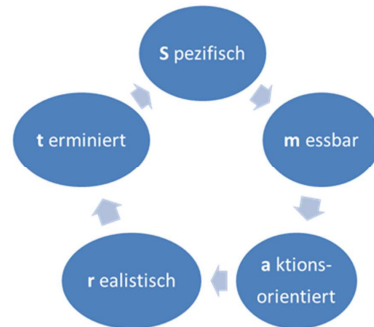 S pezifisch
m essbar
a ktions-
orientiert
r ealistisch
t erminiert